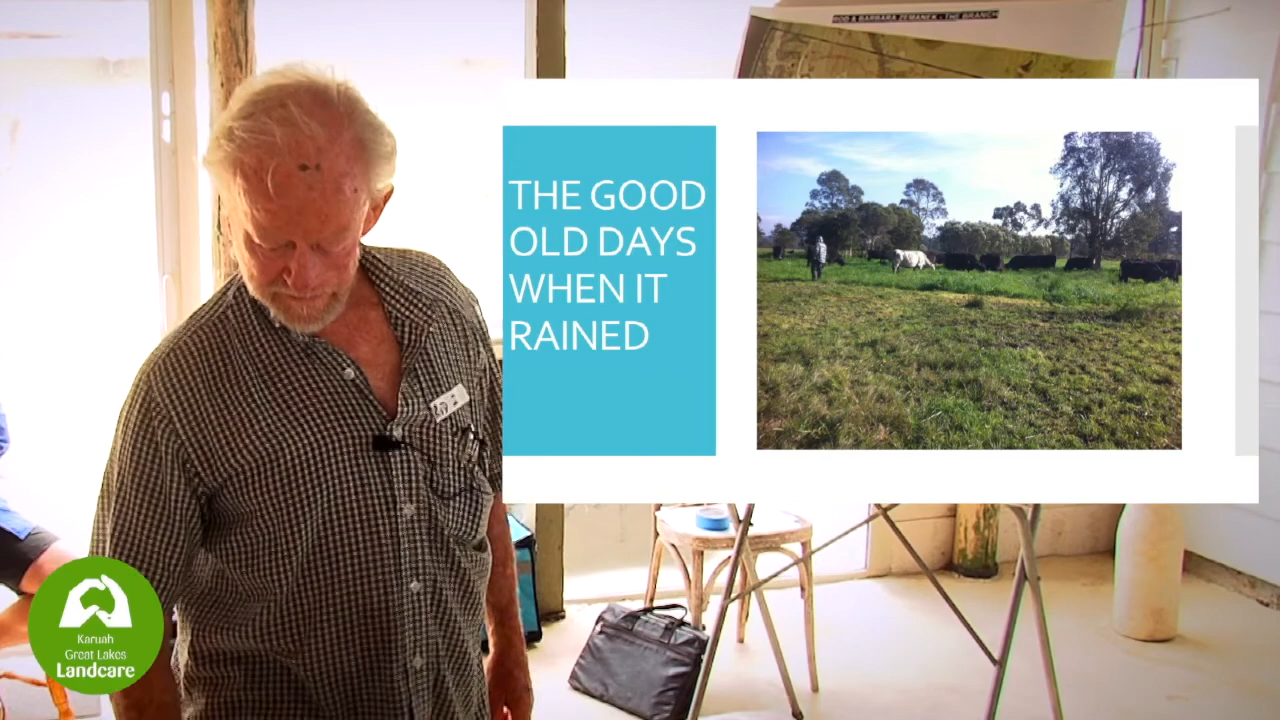 ROD & BARBARA ZEMANEK - THE BRANCH
THE GOOD
OLD DAYS
WHEN IT
RAINED
Karuah
Great Lakes
Landcare